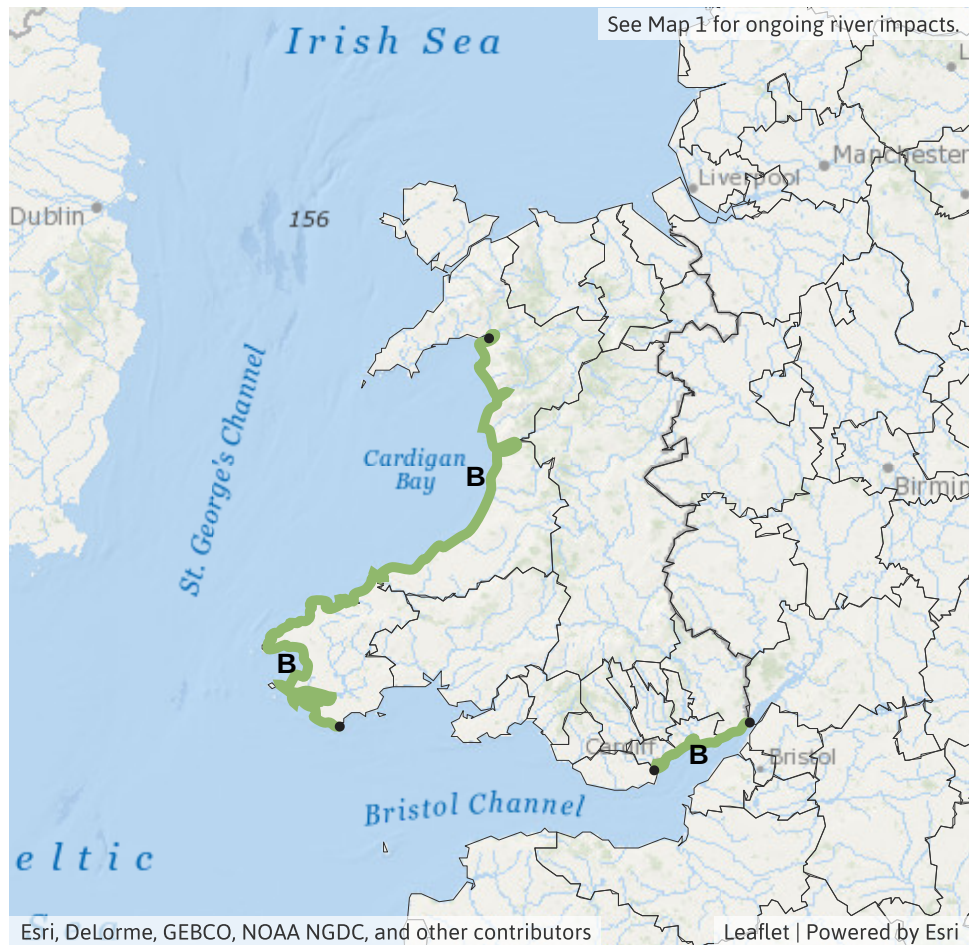 See Map 1 for ongoing river impacts.
Irish Sea
L
Manchester
Liverpool
Dublin
156
St. George's Channel
Cardigan
Bay
B
Birmin
B
Cardiff
B
Bristol
Bristol Channel
eltic
Sea
Esri, DeLorme, GEBCO, NOAA NGDC, and other contributors
Leaflet | Powered by Esri